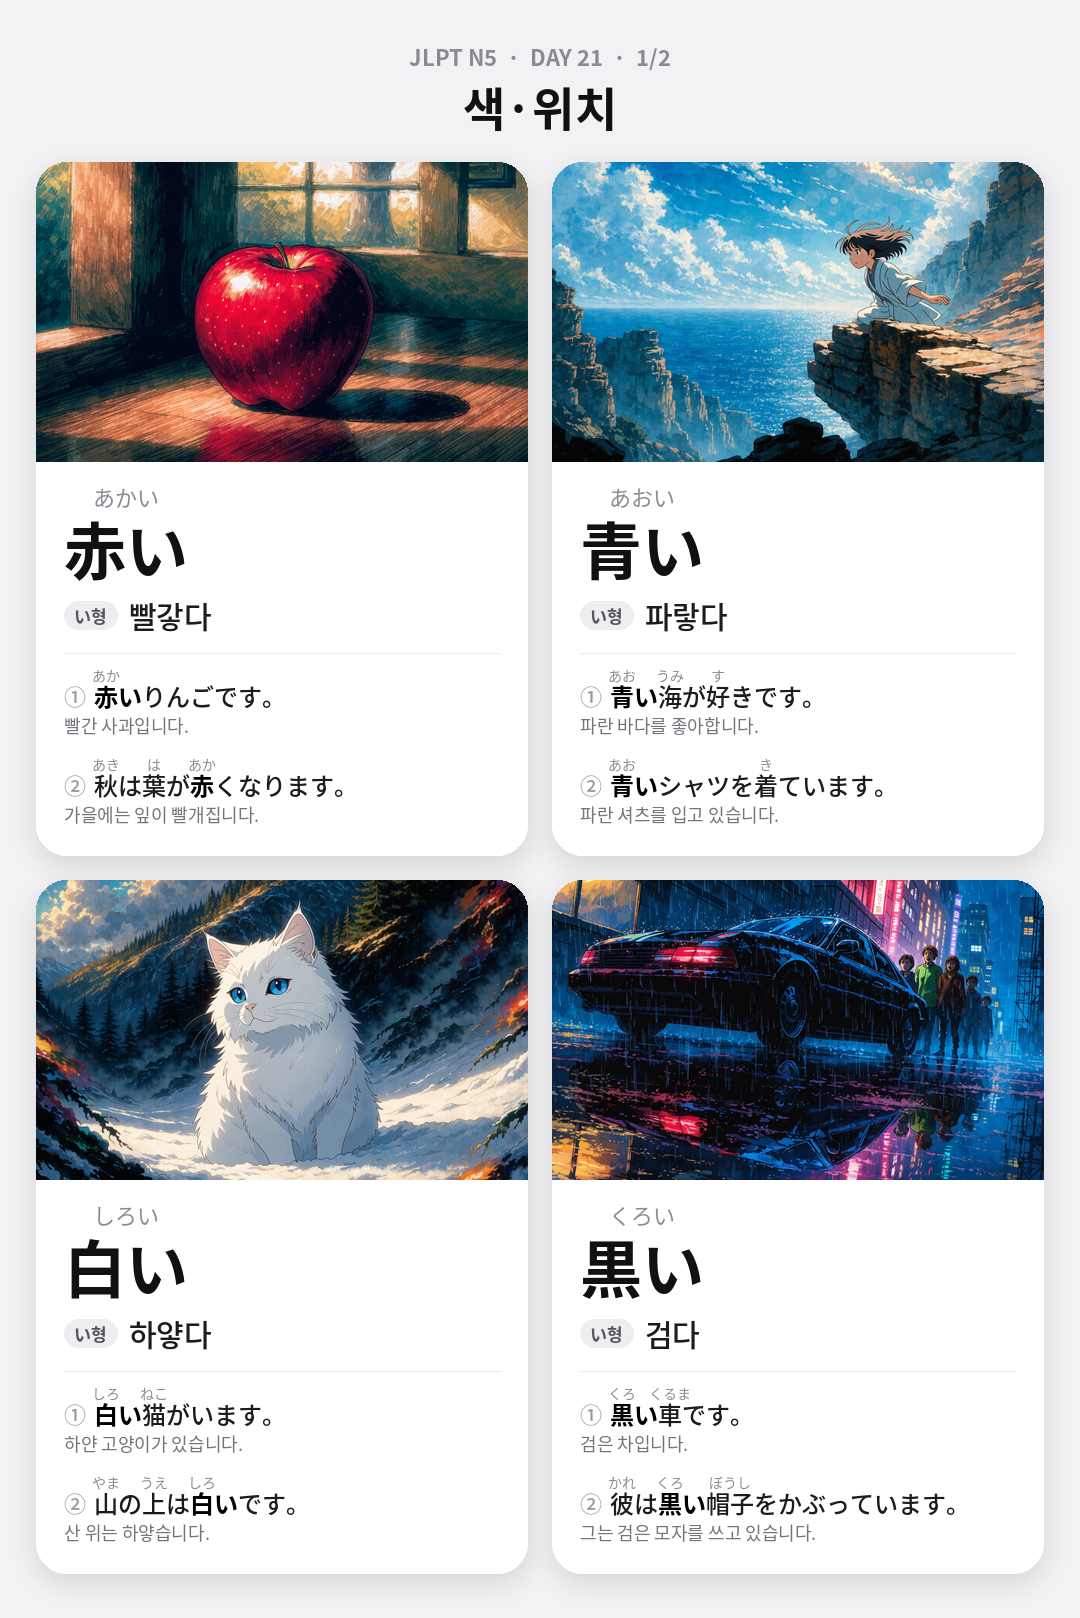 JLPT N5 · DAY 21 · 1/2
색·위치
あかい
赤い
い형 빨갛다
あか
① 赤いりんごです。
빨간 사과입니다.
あき は あか
② 秋は葉が赤くなります。
가을에는 잎이 빨개집니다.
あおい
青い
い형 파랗다
あお うみ す
① 青い海が好きです。
파란 바다를 좋아합니다.
あお き
② 青いシャツを着ています。
파란 셔츠를 입고 있습니다.
しろい
白い
い형 하얗다
しろ ねこ
① 白い猫がいます。
하얀 고양이가 있습니다.
やま うえ しろ
② 山の上は白いです。
산 위는 하얗습니다.
くろい
黒い
い형 검다
くろ くるま
① 黒い車です。
검은 차입니다.
かれ くろ ぼうし
② 彼は黒い帽子をかぶっています。
그는 검은 모자를 쓰고 있습니다.